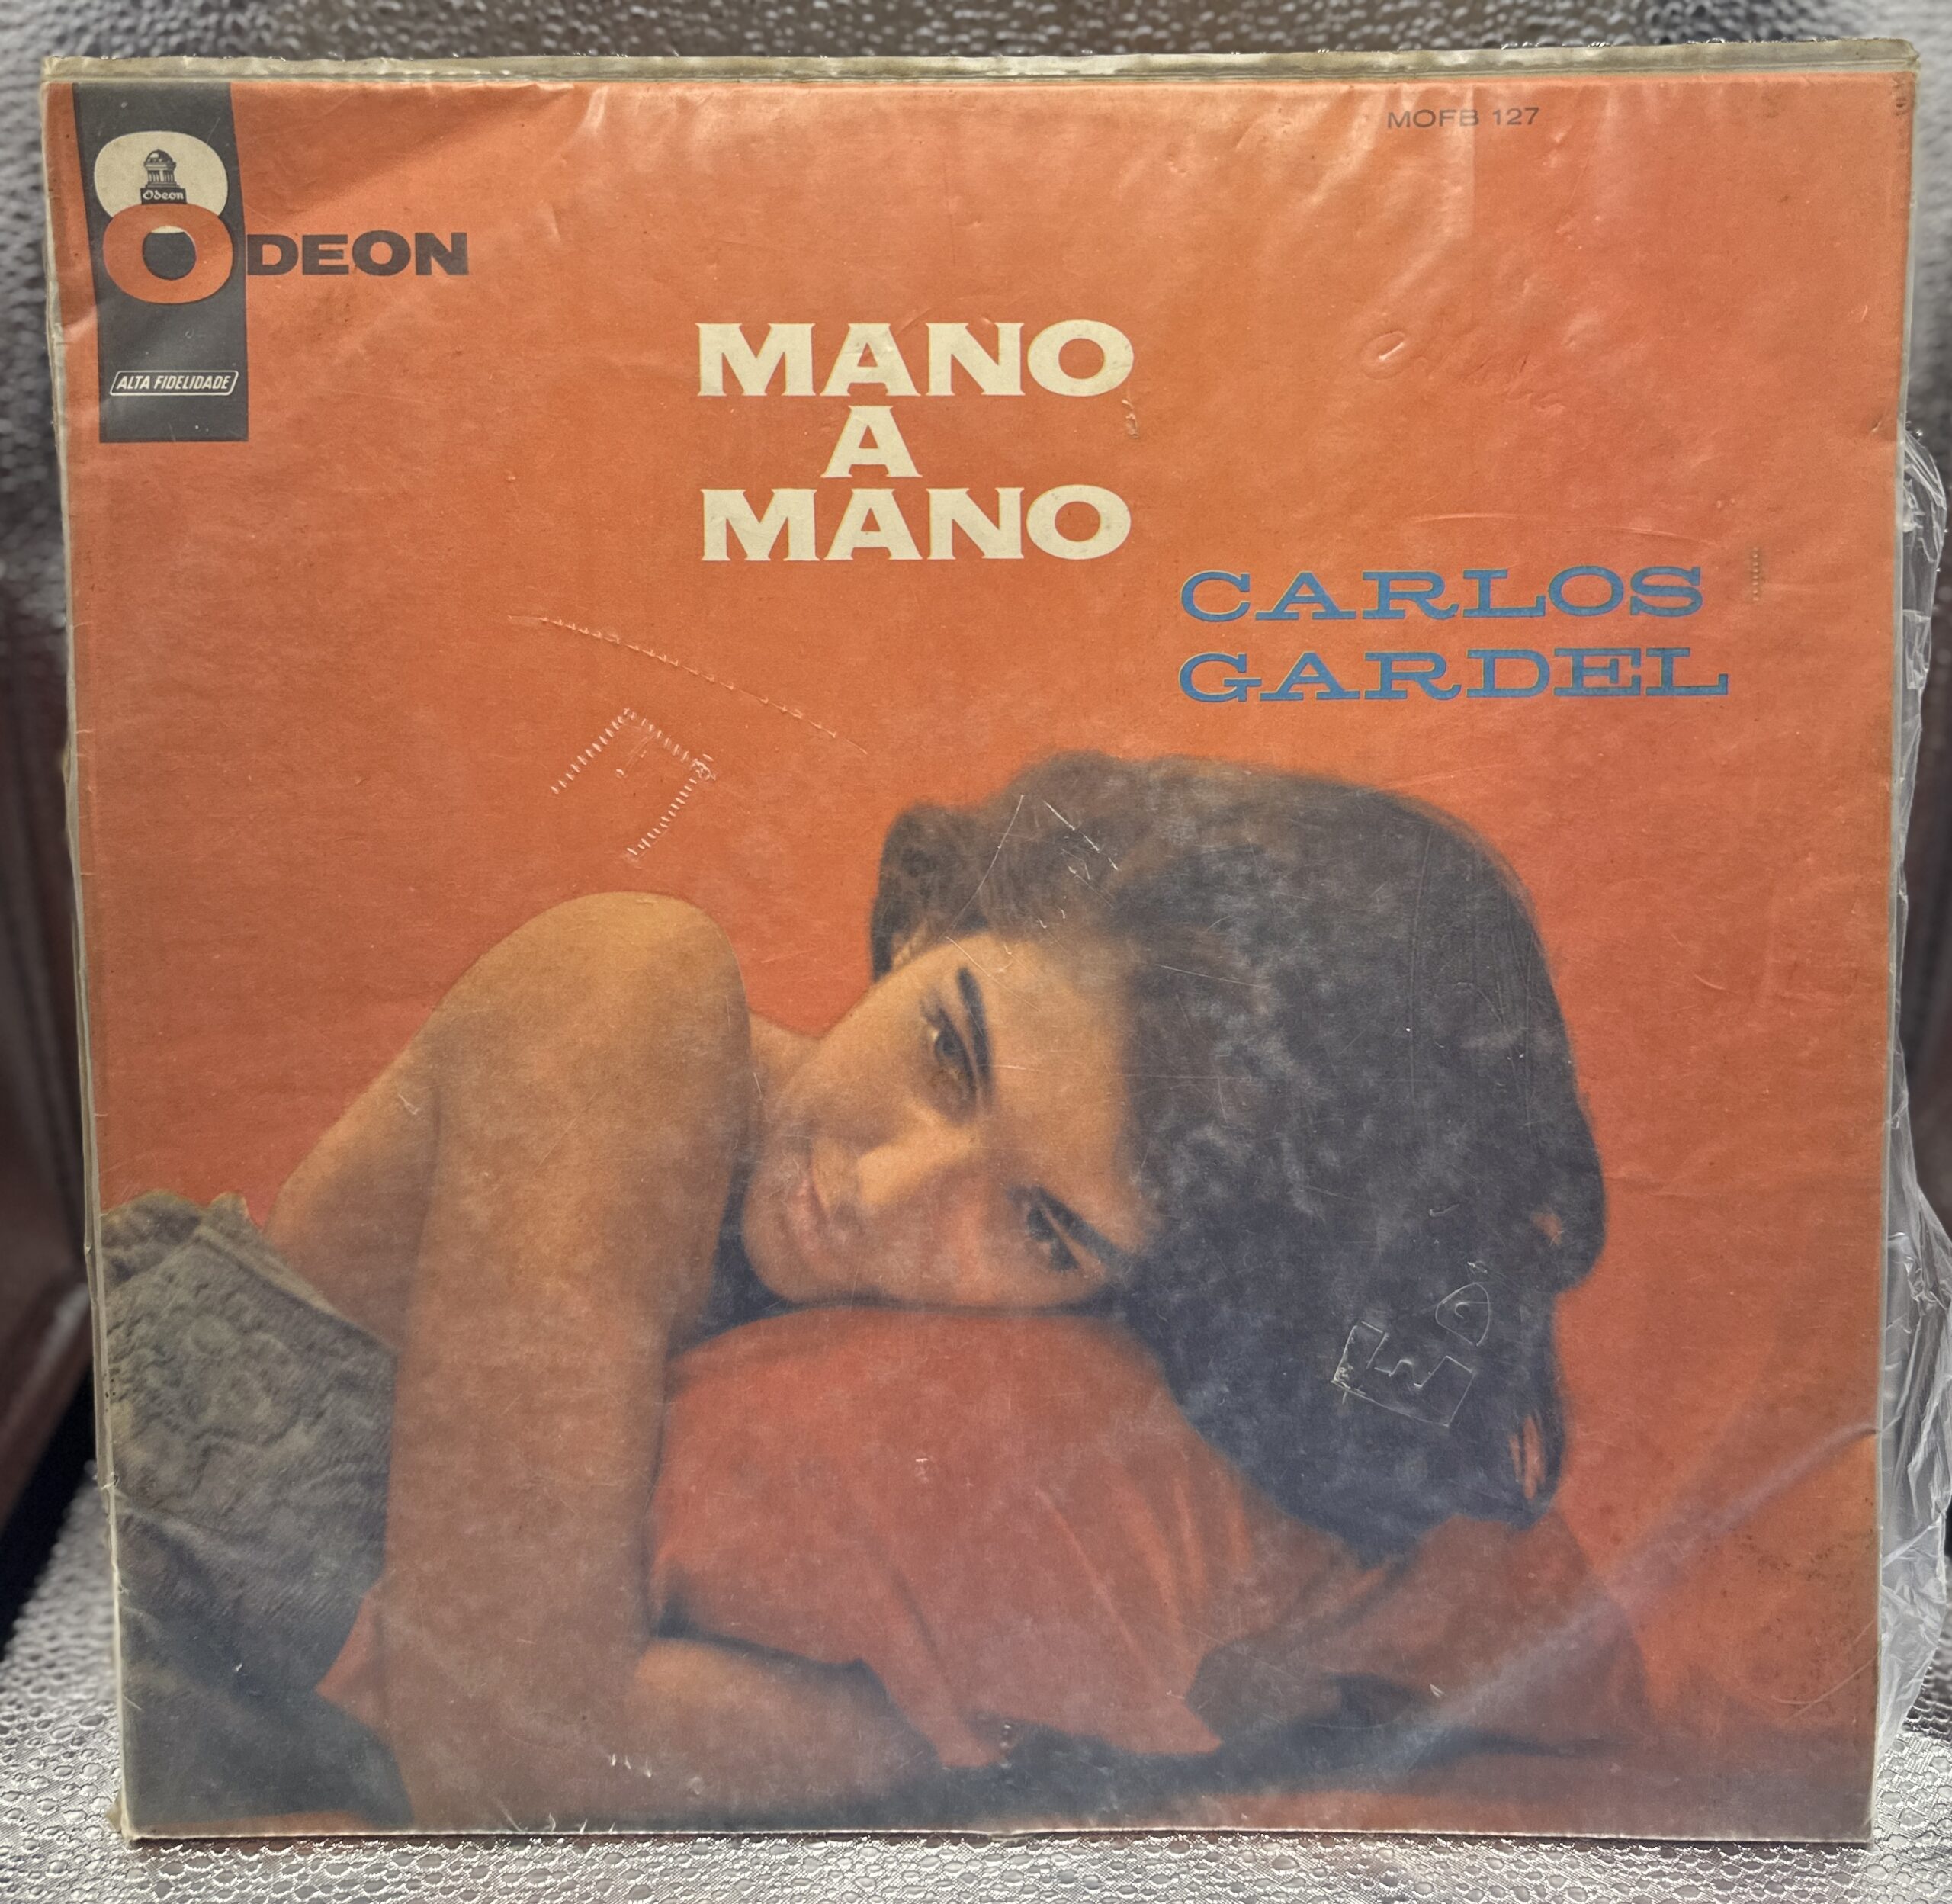 MOFB 127
Odeon
ODEON
ALTA FIDELIDADE
MANO
A
MANO
CARLOS
GARDEL